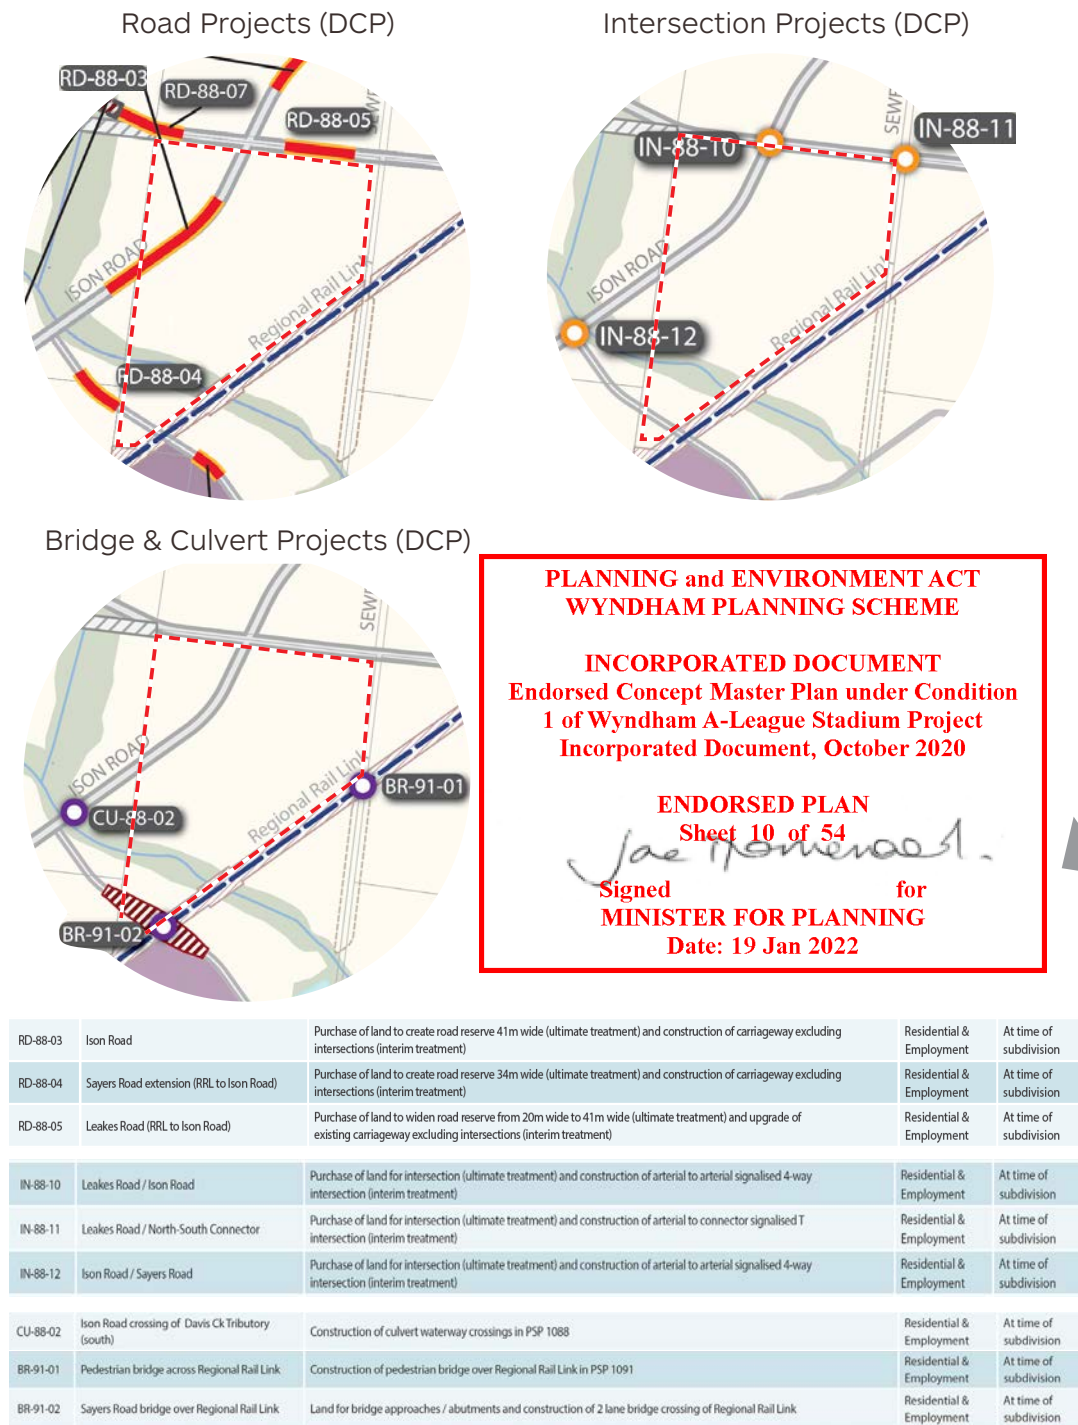 Road Projects (DCP)
Intersection Projects (DCP)
RD-88-03
RD-88-07
RD-88-05
SEWE
ISON ROAD
Regional Rail Link
RD-88-04
IN-88-10
IN-88-11
SEWE
ISON ROAD
Regional Rail Link
IN-88-12
Bridge & Culvert Projects (DCP)
SEWE
ISON ROAD
Regional Rail Link
BR-91-01
CU-88-02
BR-91-02
PLANNING and ENVIRONMENT ACT
WYNDHAM PLANNING SCHEME
INCORPORATED DOCUMENT
Endorsed Concept Master Plan under Condition
1 of Wyndham A-League Stadium Project
Incorporated Document, October 2020
ENDORSED PLAN
Sheet 10 of 54
Signed for
MINISTER FOR PLANNING
Date: 19 Jan 2022
RD-88-03 Ison Road Purchase of land to create road reserve 41m wide (ultimate treatment) and construction of carriageway excluding Residential & At time of
intersections (interim treatment) Employment subdivision
RD-88-04 Sayers Road extension (RRL to Ison Road) Purchase of land to create road reserve 34m wide (ultimate treatment) and construction of carriageway excluding Residential & At time of
intersections (interim treatment) Employment subdivision
RD-88-05 Leakes Road (RRL to Ison Road) Purchase of land to widen road reserve from 20m wide to 41m wide (ultimate treatment) and upgrade of Residential & At time of
existing carriageway excluding intersections (interim treatment) Employment subdivision
IN-88-10 Leakes Road / Ison Road Purchase of land for intersection (ultimate treatment) and construction of arterial to arterial signalised 4-way Residential & At time of
intersection (interim treatment) Employment subdivision
IN-88-11 Leakes Road / North-South Connector Purchase of land for intersection (ultimate treatment) and construction of arterial to connector signalised T Residential & At time of
intersection (interim treatment) Employment subdivision
IN-88-12 Ison Road / Sayers Road Purchase of land for intersection (ultimate treatment) and construction of arterial to arterial signalised 4-way Residential & At time of
intersection (interim treatment) Employment subdivision
CU-88-02 Ison Road crossing of Davis Ck Tributory Construction of culvert waterway crossings in PSP 1088 Residential & At time of
(south) Employment subdivision
BR-91-01 Pedestrian bridge across Regional Rail Link Construction of pedestrian bridge over Regional Rail Link in PSP 1091 Residential & At time of
Employment subdivision
BR-91-02 Sayers Road bridge over Regional Rail Link Land for bridge approaches / abutments and construction of 2 lane bridge crossing of Regional Rail Link Residential & At time of
Employment subdivision